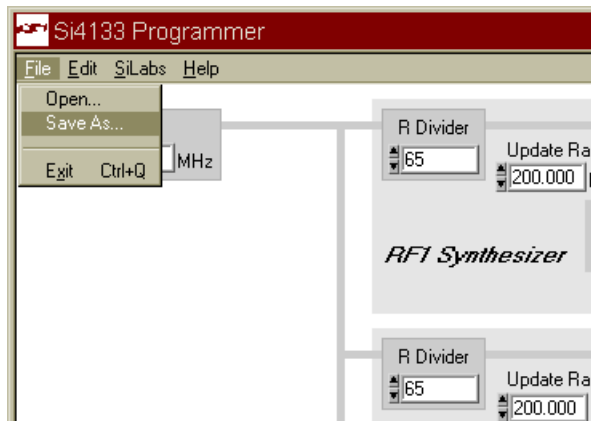 Si4133 Programmer
File Edit SiLabs Help
Open...
Save As...
Exit Ctrl+Q
MHz
R Divider
65
Update Ra
200.000
RF1 Synthesizer
R Divider
65
Update Ra
200.000